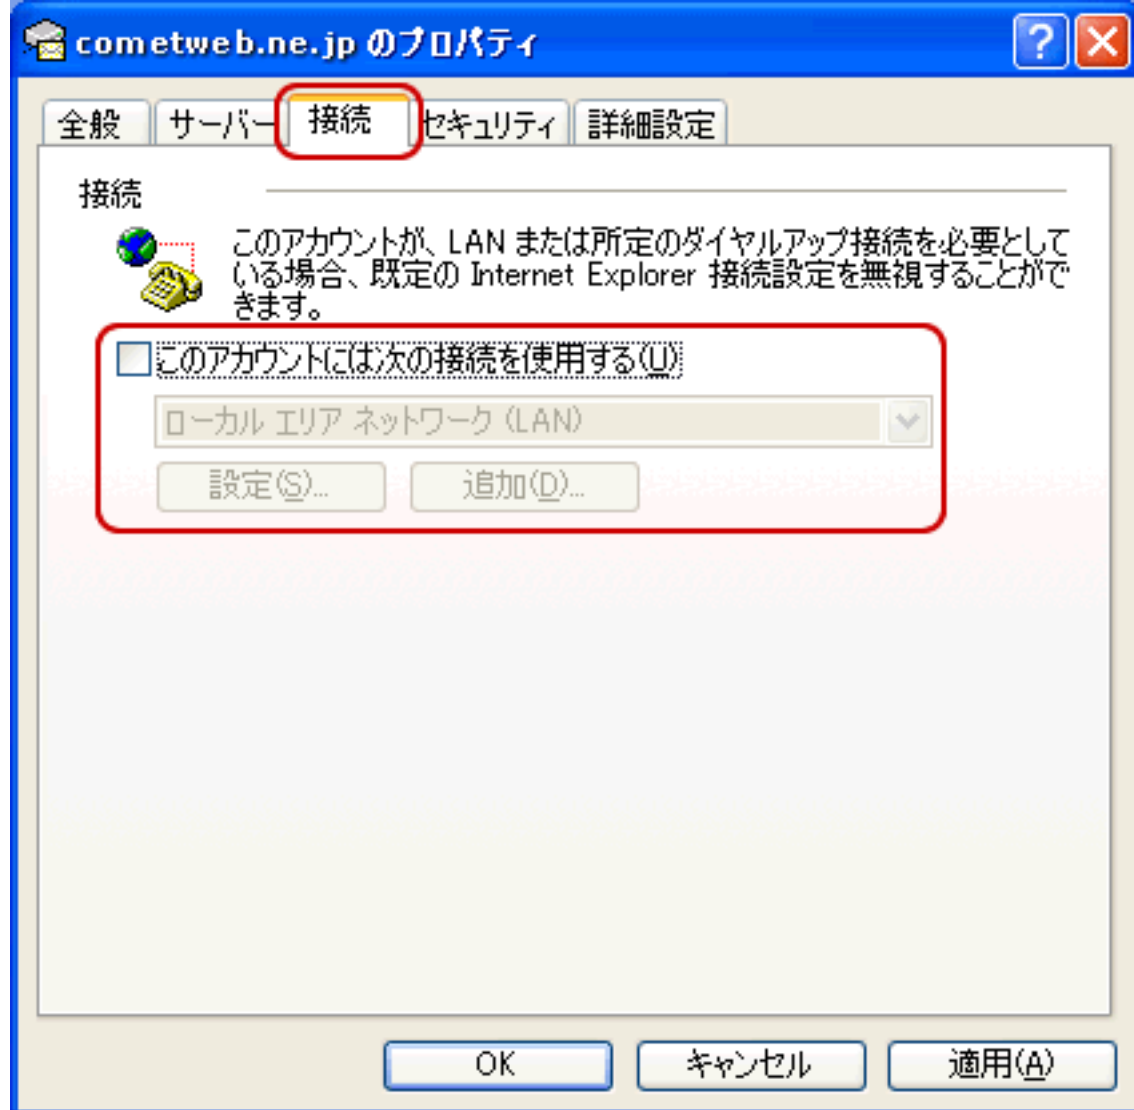 cometweb.ne.jp のプロパティ
?
全般 サーバー 接続 セキュリティ 詳細設定
接続
このアカウントが、LAN または所定のダイヤルアップ接続を必要として
いる場合、既定の Internet Explorer 接続設定を無視することがで
きます。
このアカウントには次の接続を使用する(U)
ローカル エリア ネットワーク (LAN)
設定(S)... 追加(D)...
OK キャンセル 適用(A)